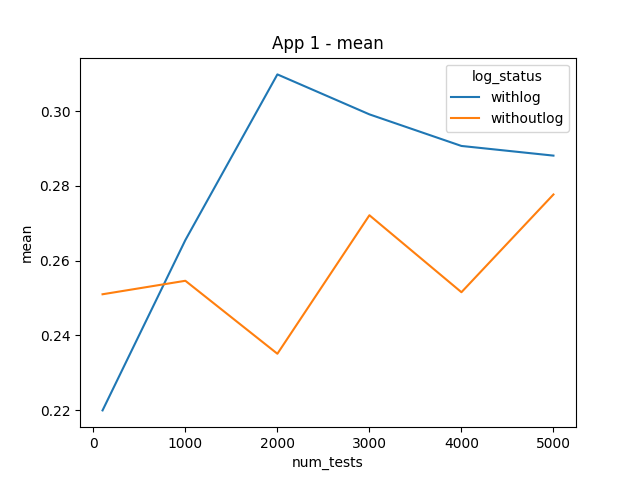 App 1 - mean
log_status
withlog
withoutlog
0.30
0.28
0.26
0.24
0.22
mean
0 1000 2000 3000 4000 5000
num_tests